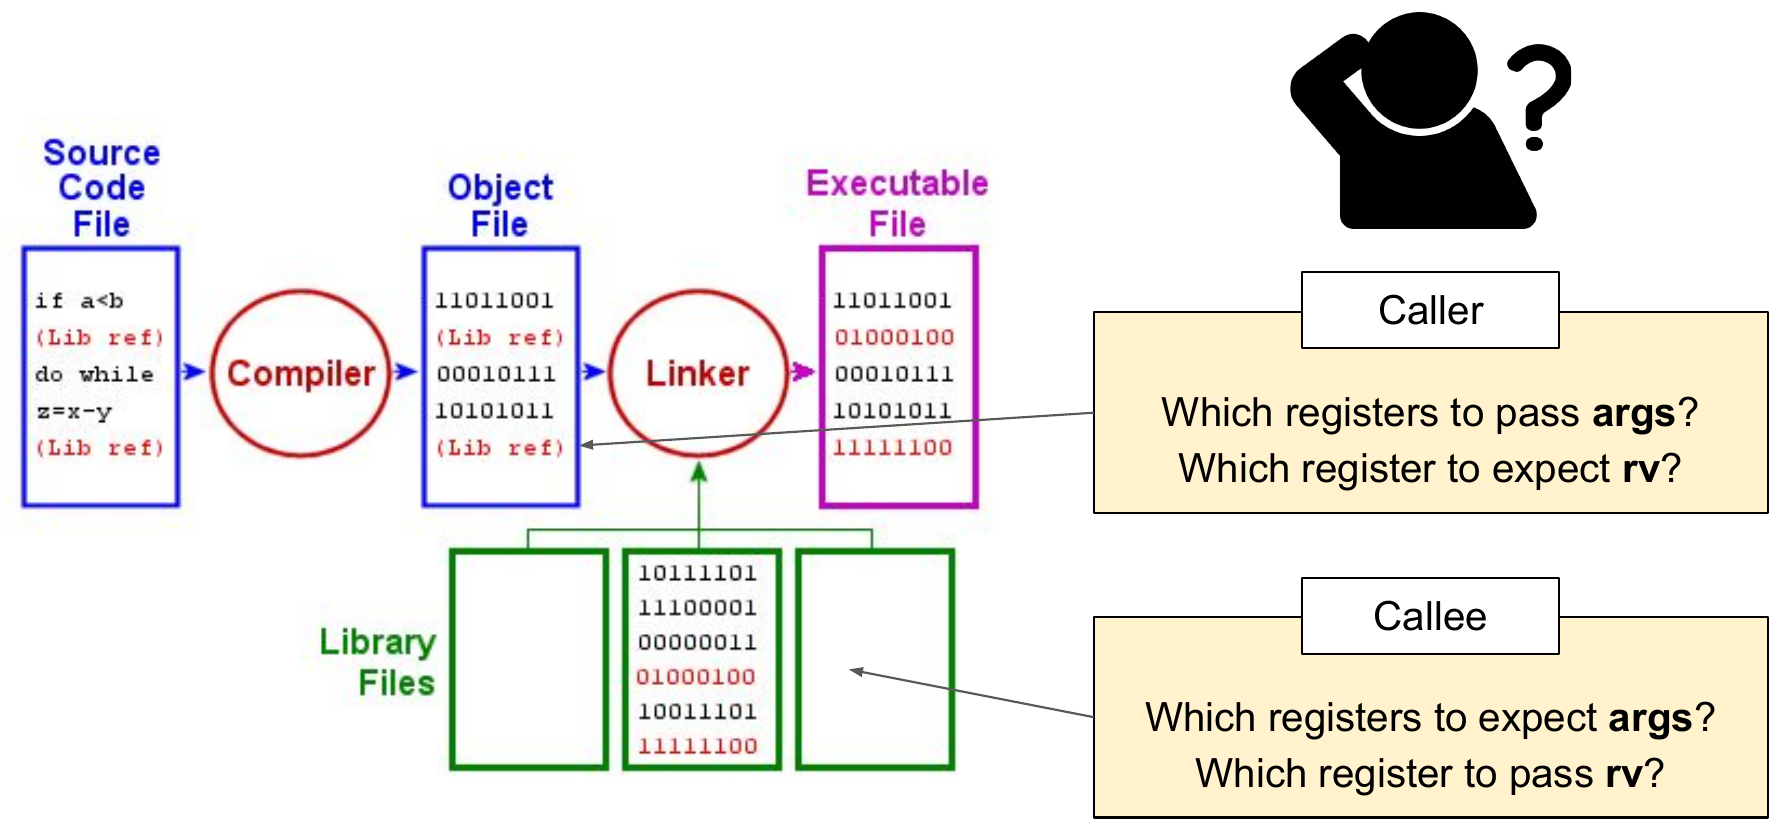 Source
Code
File
if a<b
(Lib ref)
do while
z=x-y
(Lib ref)
Compiler
Object
File
11011001
(Lib ref)
00010111
10101011
(Lib ref)
Linker
Executable
File
11011001
01000100
00010111
10101011
11111100
Library
Files
10111101
11100001
00000011
01000100
10011101
11111100
?
Caller
Which registers to pass args?
Which register to expect rv?
Callee
Which registers to expect args?
Which register to pass rv?